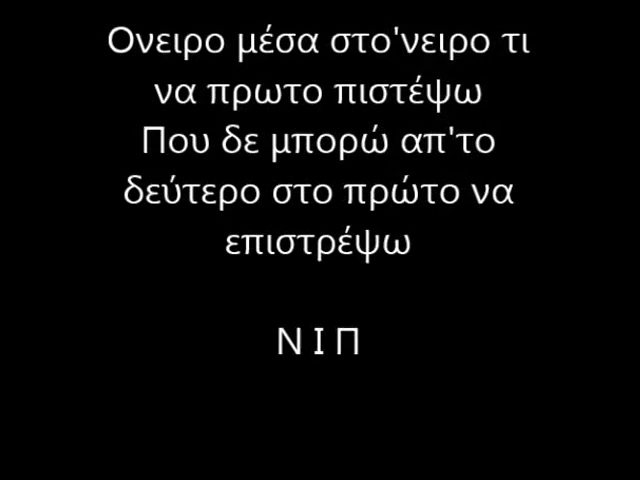 Ονειρο μέσα στο'νειρο τι
να πρωτο πιστέψω
Που δε μπορώ απ'το
δεύτερο στο πρώτο να
επιστρέψω
Ν Ι Π